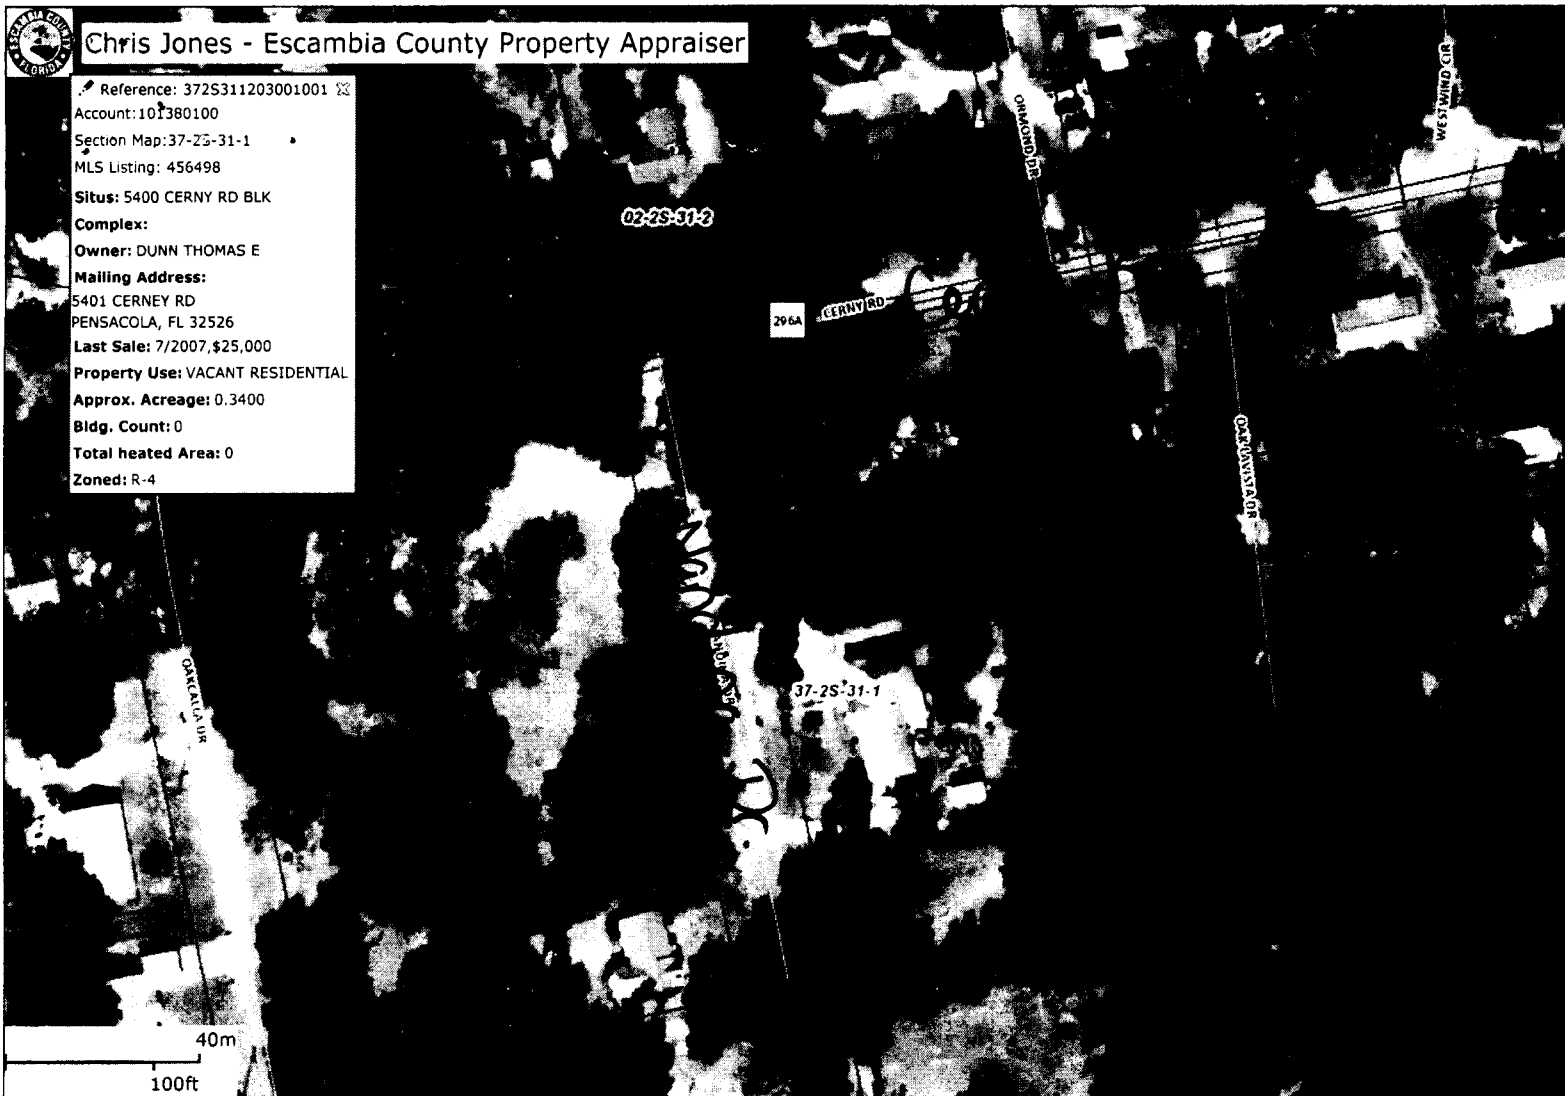 ESCAMBIA COUNTY
FLORIDA
Chris Jones - Escambia County Property Appraiser
Reference: 372S311203001001
Account:101380100
Section Map:37-2S-31-1
MLS Listing: 456498
Situs: 5400 CERNY RD BLK
Complex:
Owner: DUNN THOMAS E
Mailing Address:
5401 CERNEY RD
PENSACOLA, FL 32526
Last Sale: 7/2007,$25,000
Property Use: VACANT RESIDENTIAL
Approx. Acreage: 0.3400
Bldg. Count: 0
Total heated Area: 0
Zoned: R-4
02-2S-31-2
ORMOND DR
WESTWIND CIR
296A
CERNY RD
OAKLAVISTA DR
OAKCALLA DR
37-2S-31-1
40m
100ft